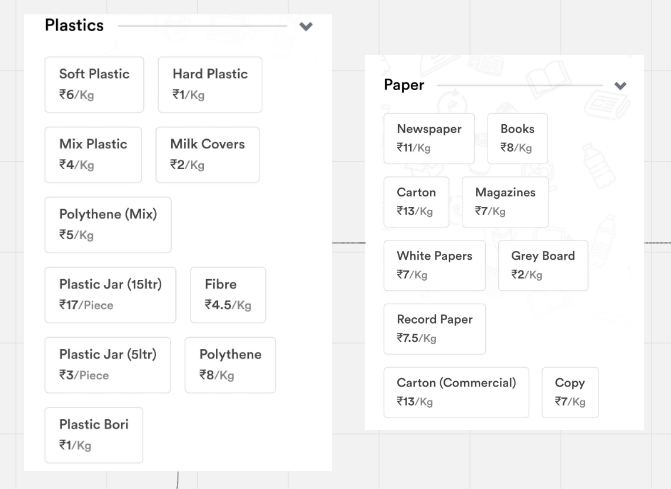 Plastics
Soft Plastic
₹6/Kg
Hard Plastic
₹1/Kg
Mix Plastic
₹4/Kg
Milk Covers
₹2/Kg
Polythene (Mix)
₹5/Kg
Plastic Jar (15ltr)
₹17/Piece
Fibre
₹4.5/Kg
Plastic Jar (5ltr)
₹3/Piece
Polythene
₹8/Kg
Plastic Bori
₹1/Kg
Paper
Newspaper
₹11/Kg
Books
₹8/Kg
Carton
₹13/Kg
Magazines
₹7/Kg
White Papers
₹7/Kg
Grey Board
₹2/Kg
Record Paper
₹7.5/Kg
Carton (Commercial)
₹13/Kg
Copy
₹7/Kg